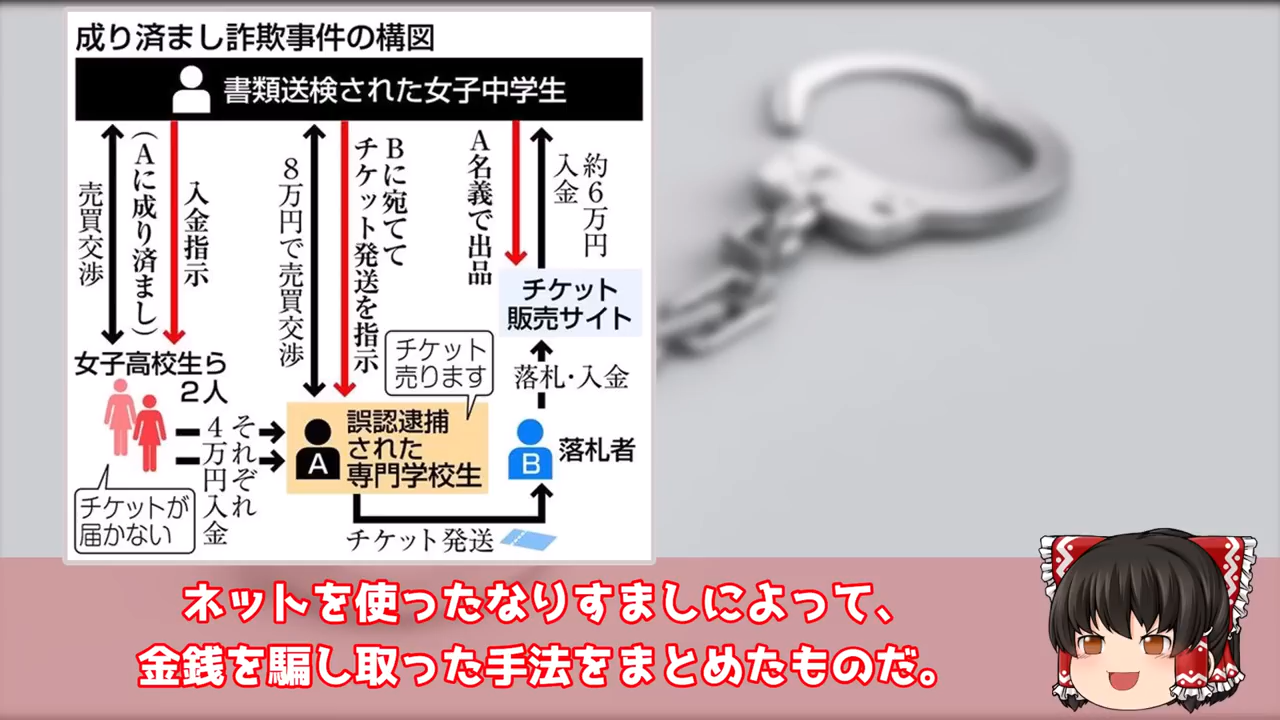 成り済まし詐欺事件の構図
書類送検された女子中学生
売買交渉
(Aに成り済まし)
入金指示
8万円で売買交渉
チケット発送を指示
Bに宛てて
A名義で出品
入金
約6万円
チケット
販売サイト
落札・入金
女子高校生ら
2人
チケットが
届かない
それぞれ
4万円入金
チケット
売ります
A
誤認逮捕
された
専門学校生
B
落札者
チケット発送
ネットを使ったなりすましによって、
金銭を騙し取った手法をまとめたものだ。